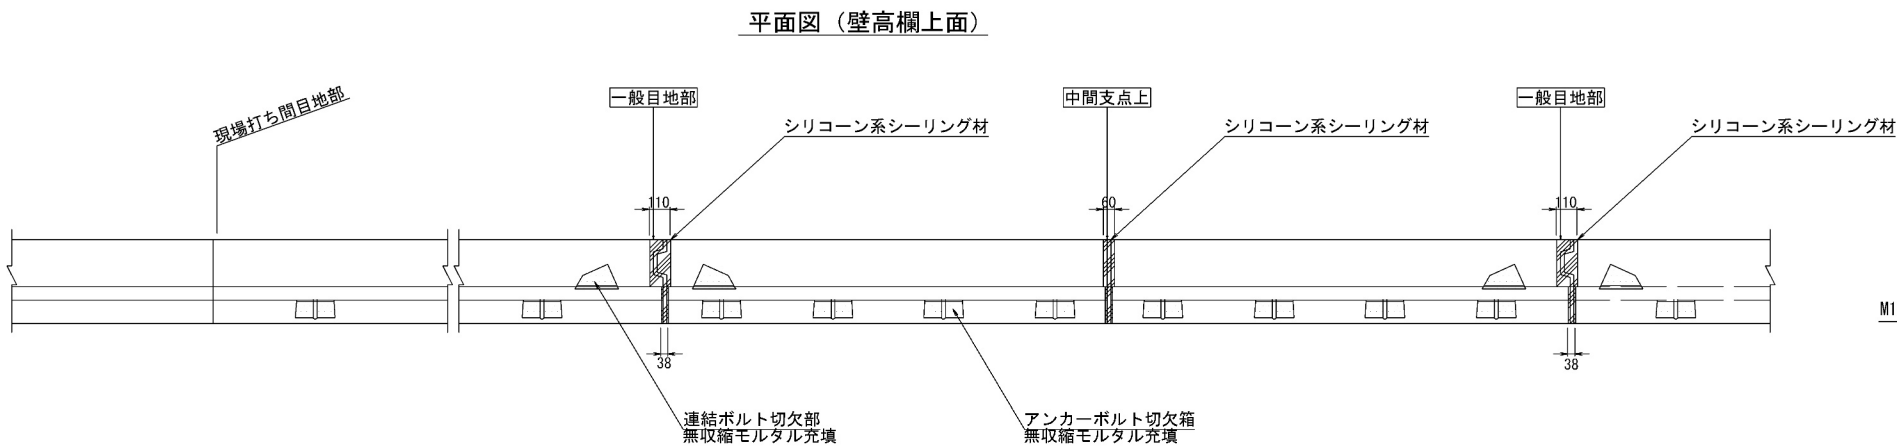 平面図（壁高欄上面）
現場打ち間目地部
一般目地部
シリコーン系シーリング材
中間支点上
シリコーン系シーリング材
一般目地部
シリコーン系シーリング材
110
60
110
M1
38
38
連結ボルト切欠部
無収縮モルタル充填
アンカーボルト切欠箱
無収縮モルタル充填